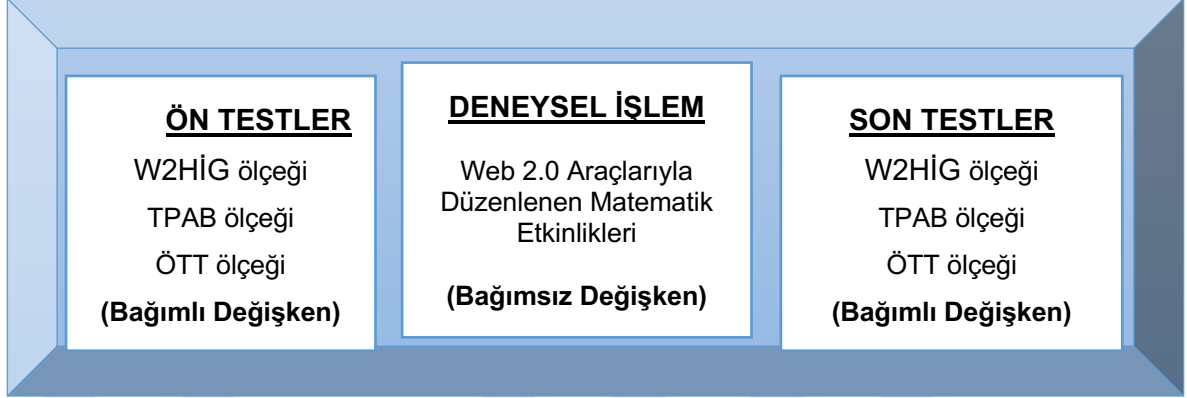 ÖN TESTLER
W2HİG ölçeği
TPAB ölçeği
ÖTT ölçeği
(Bağımlı Değişken)
DENEYSEL İŞLEM
Web 2.0 Araçlarıyla
Düzenlenen Matematik
Etkinlikleri
(Bağımsız Değişken)
SON TESTLER
W2HİG ölçeği
TPAB ölçeği
ÖTT ölçeği
(Bağımlı Değişken)